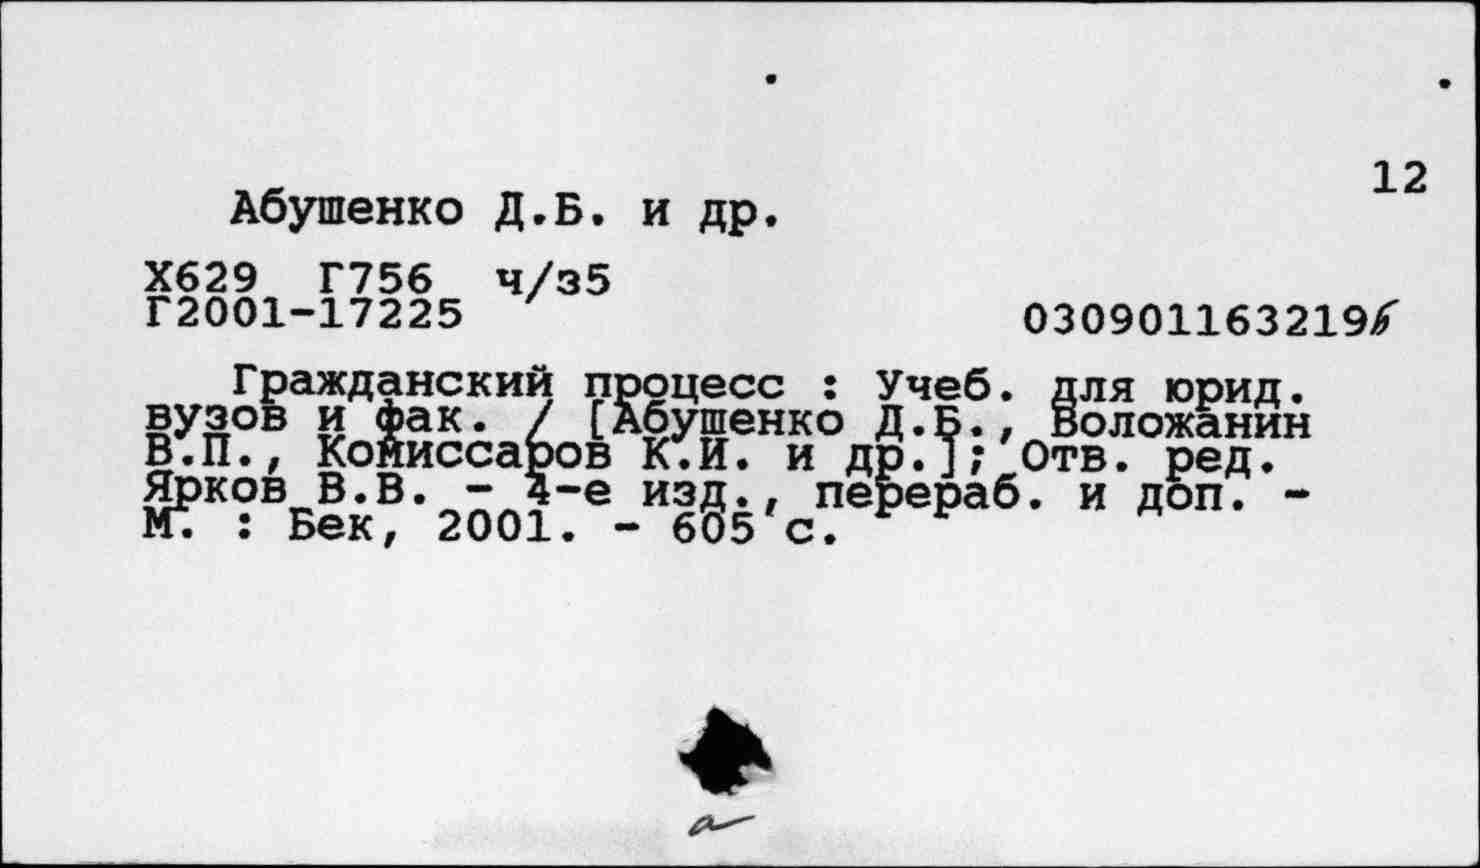 12
Абушенко Д.Б. и др.
Х629 Г756 ч/з5
Г2001-17225
030901163219
Гражданский процесс : Учеб. для юрид.
вузов и фак. / [Абушенко Д.Б., Воложанин
В.П., Комиссаров К.И. и др.]; Отв. ред.
Ярков В.В. - 4-е изд., перераб. и доп. -
М. : Бек, 2001. - 605 с.